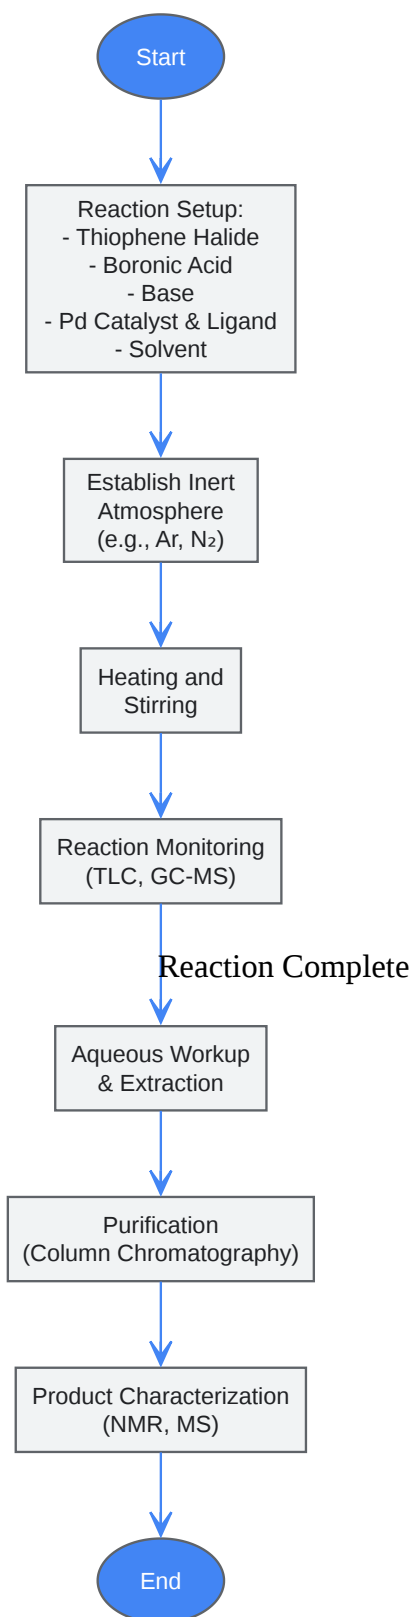 Start
Reaction Setup:
- Thiophene Halide
- Boronic Acid
- Base
- Pd Catalyst & Ligand
- Solvent
Establish Inert
Atmosphere
(e.g., Ar, N₂)
Heating and
Stirring
Reaction Monitoring
(TLC, GC-MS)
Reaction Complete
Aqueous Workup
& Extraction
Purification
(Column Chromatography)
Product Characterization
(NMR, MS)
End